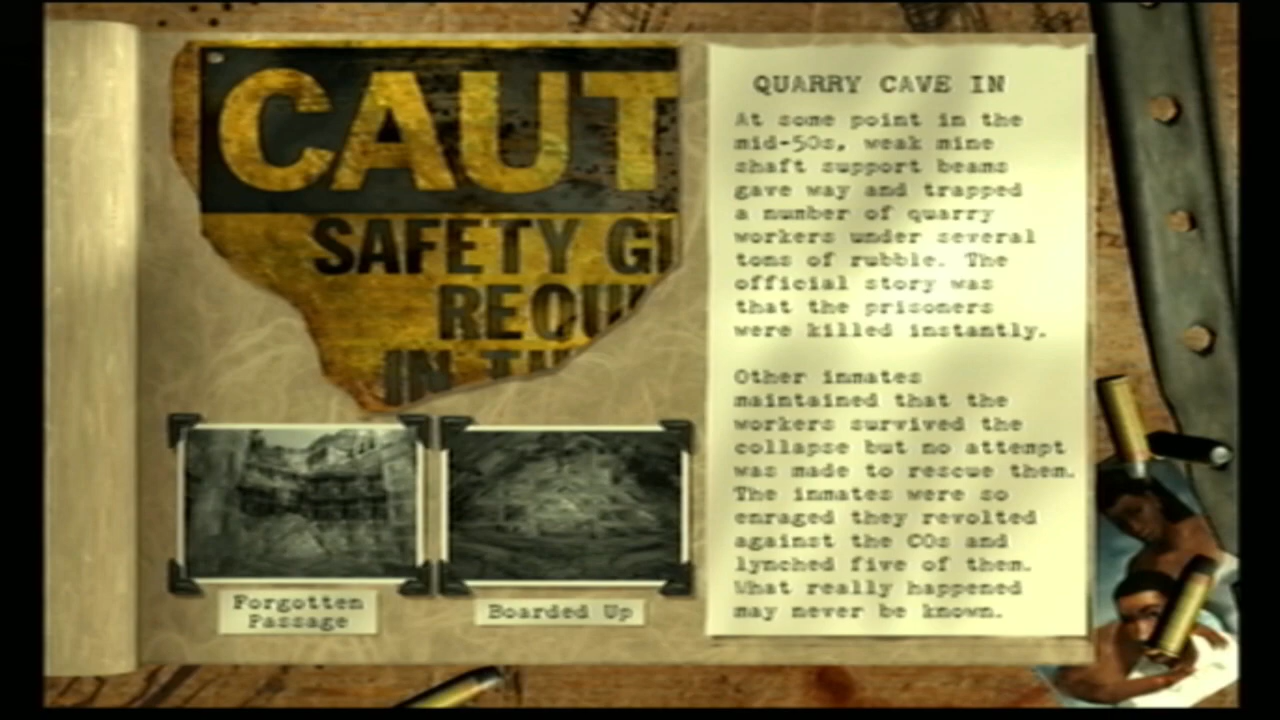 CAUT
SAFETY G
REQU
IN TH
QUARRY CAVE IN
At some point in the
mid-50s, weak mine
shaft support beams
gave way and trapped
a number of quarry
workers under several
tons of rubble. The
official story was
that the prisoners
were killed instantly.
Other inmates
maintained that the
workers survived the
collapse but no attempt
was made to rescue them.
The inmates were so
enraged they revolted
against the COs and
lynched five of them.
What really happened
may never be known.
Forgotten
Passage
Boarded Up